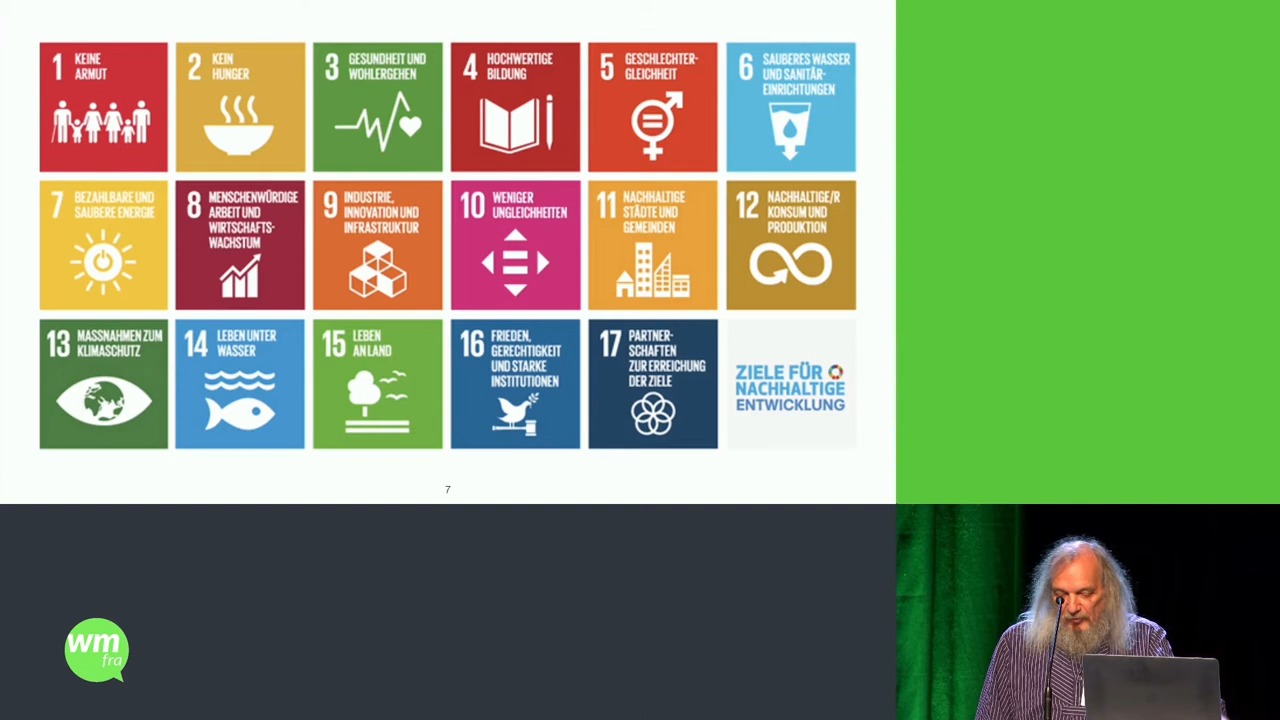 1 KEINE
ARMUT
2 KEIN
HUNGER
3 GESUNDHEIT UND
WOHLERGEHEN
4 HOCHWERTIGE
BILDUNG
5 GESCHLECHTER-
GLEICHHEIT
6 SAUBERES WASSER
UND SANITÄR-
EINRICHTUNGEN
7 BEZAHLBARE UND
SAUBERE ENERGIE
8 MENSCHENWÜRDIGE
ARBEIT UND
WIRTSCHAFTS-
WACHSTUM
9 INDUSTRIE,
INNOVATION UND
INFRASTRUKTUR
10 WENIGER
UNGLEICHHEITEN
11 NACHHALTIGE
STÄDTE UND
GEMEINDEN
12 NACHHALTIGE/R
KONSUM UND
PRODUKTION
13 MASSNAHMEN ZUM
KLIMASCHUTZ
14 LEBEN UNTER
WASSER
15 LEBEN
AN LAND
16 FRIEDEN,
GERECHTIGKEIT
UND STARKE
INSTITUTIONEN
17 PARTNER-
SCHAFTEN
ZUR ERREICHUNG
DER ZIELE
ZIELE FÜR
NACHHALTIGE
ENTWICKLUNG
7
wm
fra